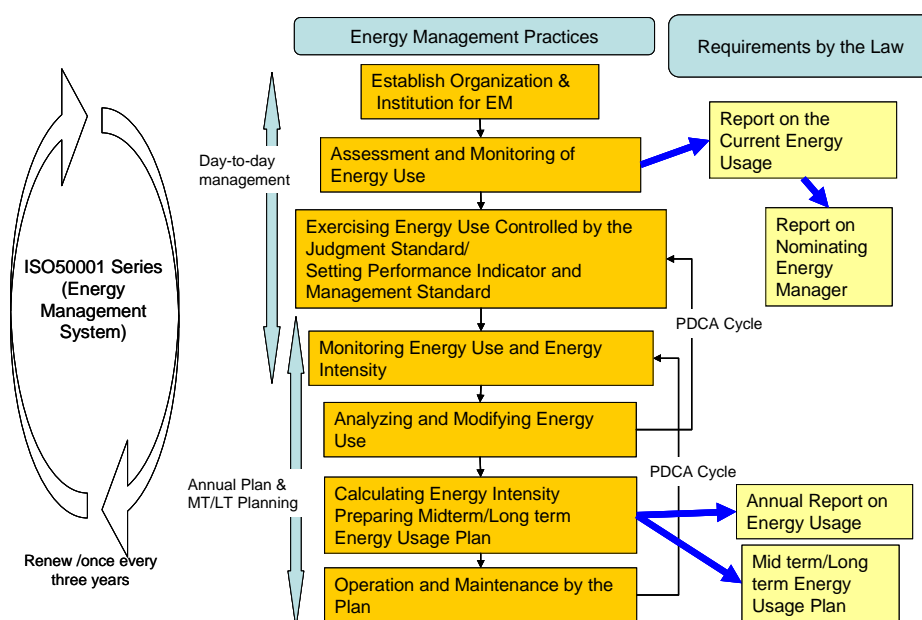 Energy Management Practices
Requirements by the Law
Establish Organization &
Institution for EM
Report on the
Current Energy
Usage
Day-to-day
management
Assessment and Monitoring of
Energy Use
Exercising Energy Use Controlled by the
Judgment Standard/
Setting Performance Indicator and
Management Standard
Report on
Nominating
Energy
Manager
ISO50001 Series
(Energy
Management
System)
PDCA Cycle
Monitoring Energy Use and Energy
Intensity
Analyzing and Modifying Energy
Use
PDCA Cycle
Annual Plan &
MT/LT Planning
Calculating Energy Intensity
Preparing Midterm/Long term
Energy Usage Plan
Annual Report on
Energy Usage
Renew /once every
three years
Operation and Maintenance by the
Plan
Mid term/Long
term Energy
Usage Plan